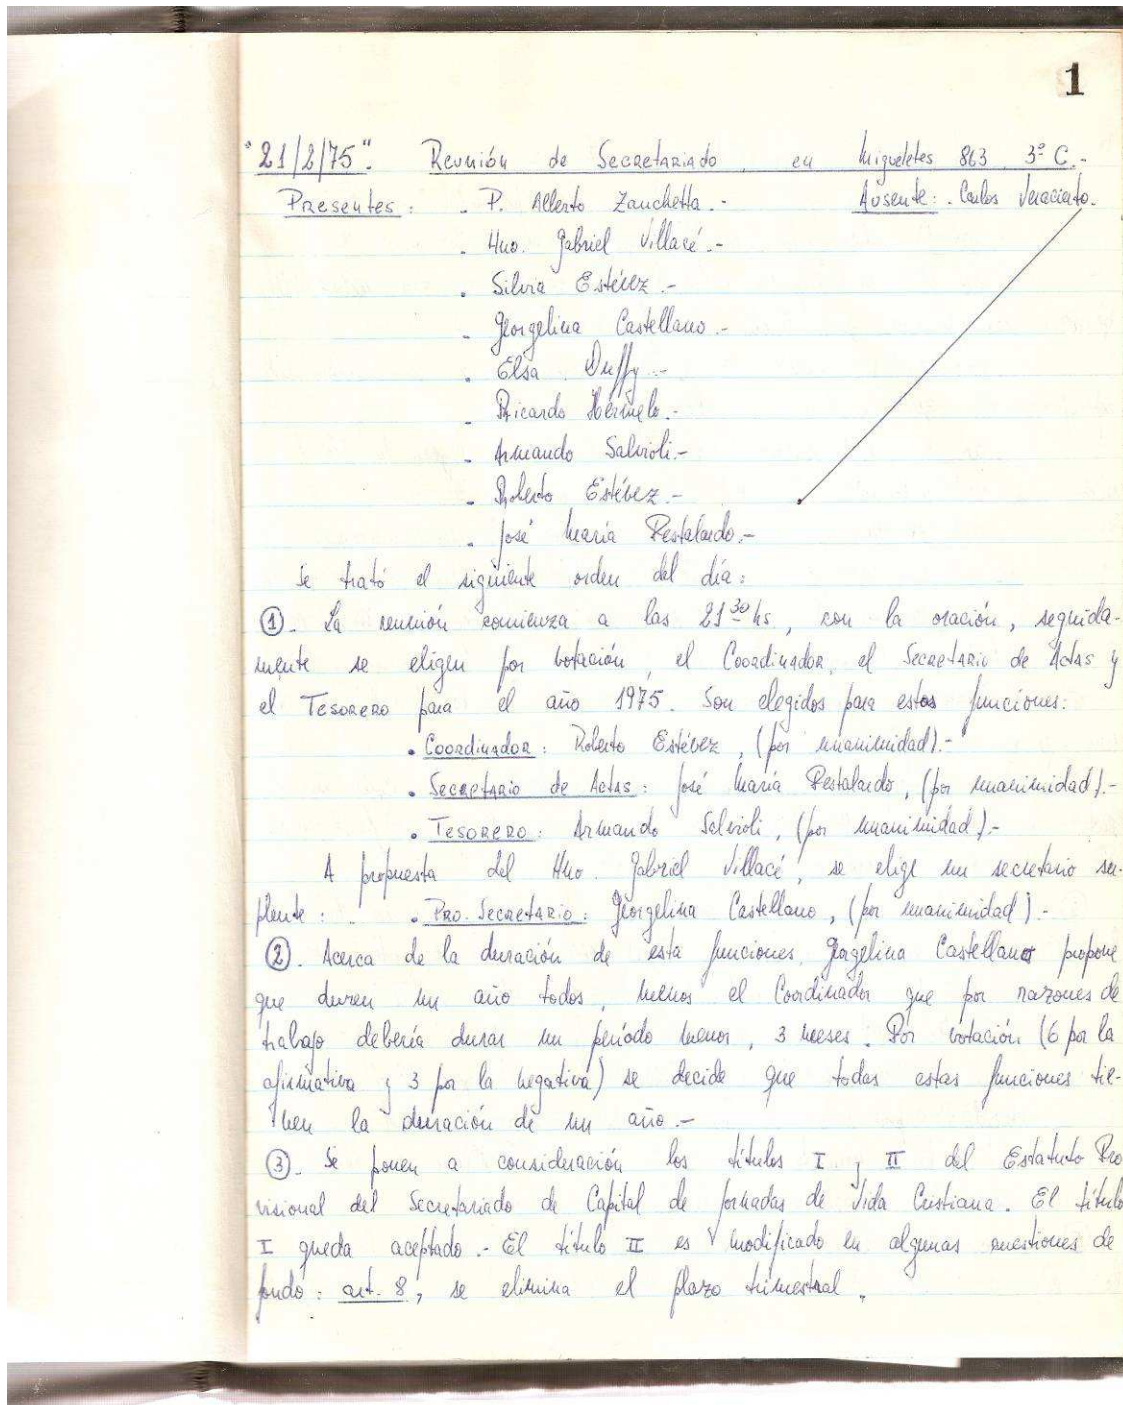 1
"21/2/75". Reunión de Secretariado, en Migueletes 863 3º C.-
Presentes: . P. Alberto Zanchetta.- Ausente: . Carlos Veraciarto.
. Hno. Gabriel Villacé.-
. Silvia Estévez.-
. Georgelina Castellano.-
. Elsa Duffy.-
. Ricardo Hermelo.-
. Armando Salvioli.-
. Roberto Estévez.-
. José María Pestalardo.-
Se trató el siguiente orden del día:
①. La reunión comienza a las 21 30 hs, con la oración, seguida-
mente se eligen por votación, el Coordinador, el Secretario de Actas y
el Tesorero para el año 1975. Son elegidos para estas funciones:
. Coordinador: Roberto Estévez, (por unanimidad).-
. Secretario de Actas: José María Pestalardo, (por unanimidad).-
. Tesorero: Armando Salvioli, (por unanimidad).-
A propuesta del Hno. Gabriel Villacé, se elige un secretario su-
plente: . Pro. Secretario: Georgelina Castellano, (por unanimidad).-
②. Acerca de la duración de esta funciones, Gogelina Castellano propone
que duren un año todos, menos el Coordinador que por razones de
trabajo debería durar un período menor, 3 meses. Por votación (6 por la
afirmativa y 3 por la negativa) se decide que todas estas funciones tie-
nen la duración de un año.-
③. Se ponen a consideración los títulos I y II del Estatuto Pro
visional del Secretariado de Capital de Jornadas de Vida Cristiana. El título
I queda aceptado.- El título II es modificado en algunas cuestiones de
fondo: art. 8, se elimina el plazo trimestral.